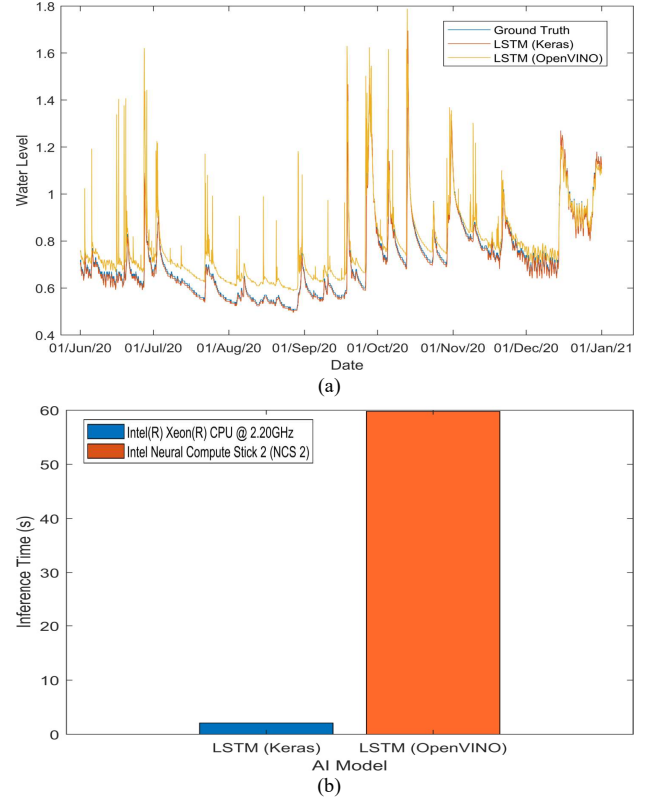 1.8
1.6
1.4
1.2
1
0.8
0.6
0.4
Water Level
Ground Truth
LSTM (Keras)
LSTM (OpenVINO)
01/Jun/20 01/Jul/20 01/Aug/20 01/Sep/20 01/Oct/20 01/Nov/20 01/Dec/20 01/Jan/21
Date
(a)
60
50
40
30
20
10
0
Inference Time (s)
Intel(R) Xeon(R) CPU @ 2.20GHz
Intel Neural Compute Stick 2 (NCS 2)
LSTM (Keras) LSTM (OpenVINO)
AI Model
(b)